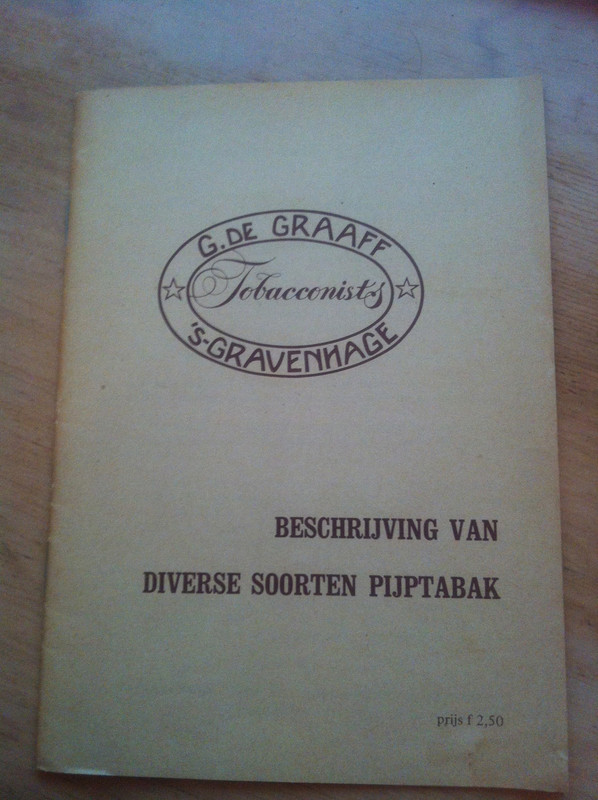 G. DE GRAAFF
Tobacconist's
'S-GRAVENHAGE
BESCHRIJVING VAN
DIVERSE SOORTEN PIJPTABAK
prijs f 2,50